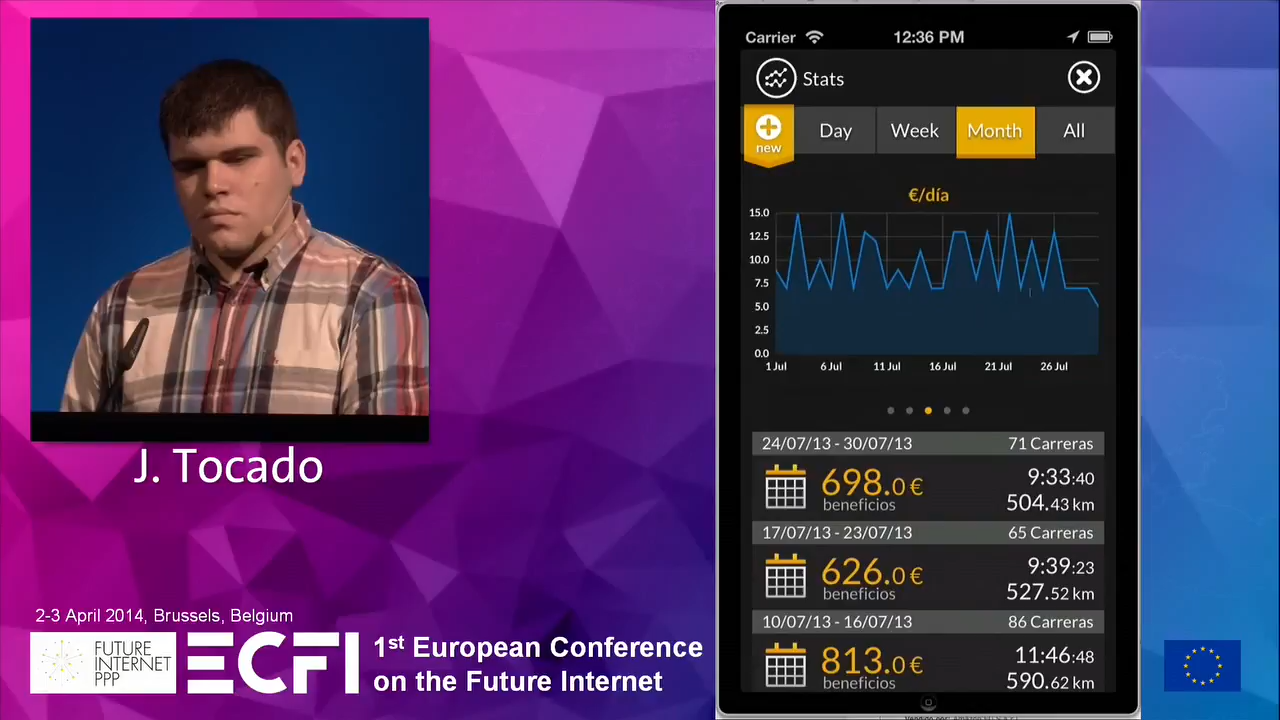 J. Tocado
2-3 April 2014, Brussels, Belgium
FUTURE
INTERNET
PPP
ECFI
1st European Conference
on the Future Internet
Carrier
12:36 PM
Stats
new
Day
Week
Month
All
€/día
15.0
12.5
10.0
7.5
5.0
2.5
0.0
1 Jul
6 Jul
11 Jul
16 Jul
21 Jul
26 Jul
24/07/13 - 30/07/13
71 Carreras
698.0 €
beneficios
9:33:40
504.43 km
17/07/13 - 23/07/13
65 Carreras
626.0 €
beneficios
9:39:23
527.52 km
10/07/13 - 16/07/13
86 Carreras
813.0 €
beneficios
11:46:48
590.62 km